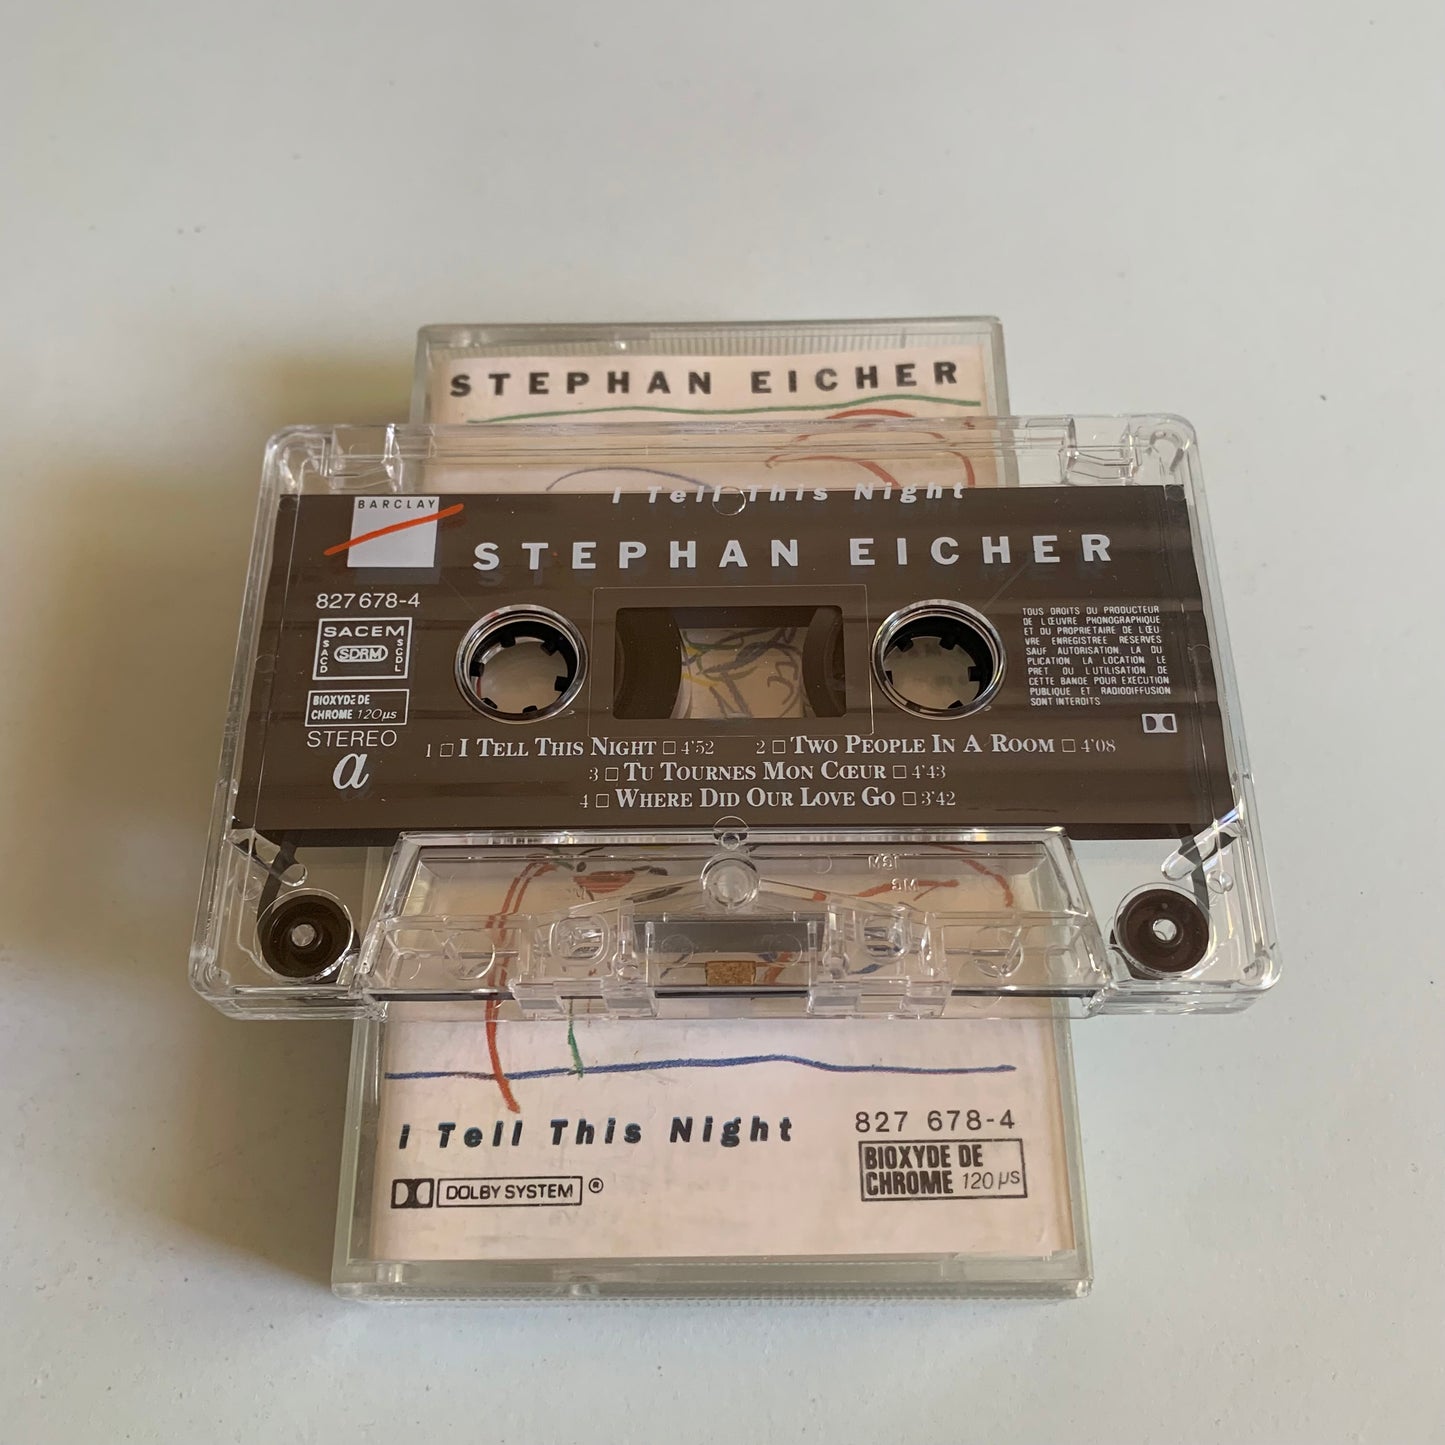 STEPHAN EICHER
I Tell This Night
BARCLAY
STEPHAN EICHER
827 678-4
SACEM
SACD
SDRM
SCDL
BIOXYDE DE
CHROME 120 µs
STEREO
a
TOUS DROITS DU PRODUCTEUR
DE L'ŒUVRE PHONOGRAPHIQUE
ET DU PROPRIETAIRE DE L'ŒU
VRE ENREGISTREE RESERVES
SAUF AUTORISATION LA DU
PLICATION LA LOCATION LE
PRET OU L'UTILISATION DE
CETTE BANDE POUR EXECUTION
PUBLIQUE ET RADIODIFFUSION
SONT INTERDITS
1 □ I TELL THIS NIGHT □ 4'52 2 □ TWO PEOPLE IN A ROOM □ 4'08
3 □ TU TOURNES MON CŒUR □ 4'43
4 □ WHERE DID OUR LOVE GO □ 3'42
I Tell This Night
827 678-4
BIOXYDE DE
CHROME 120 µs
DOLBY SYSTEM ®